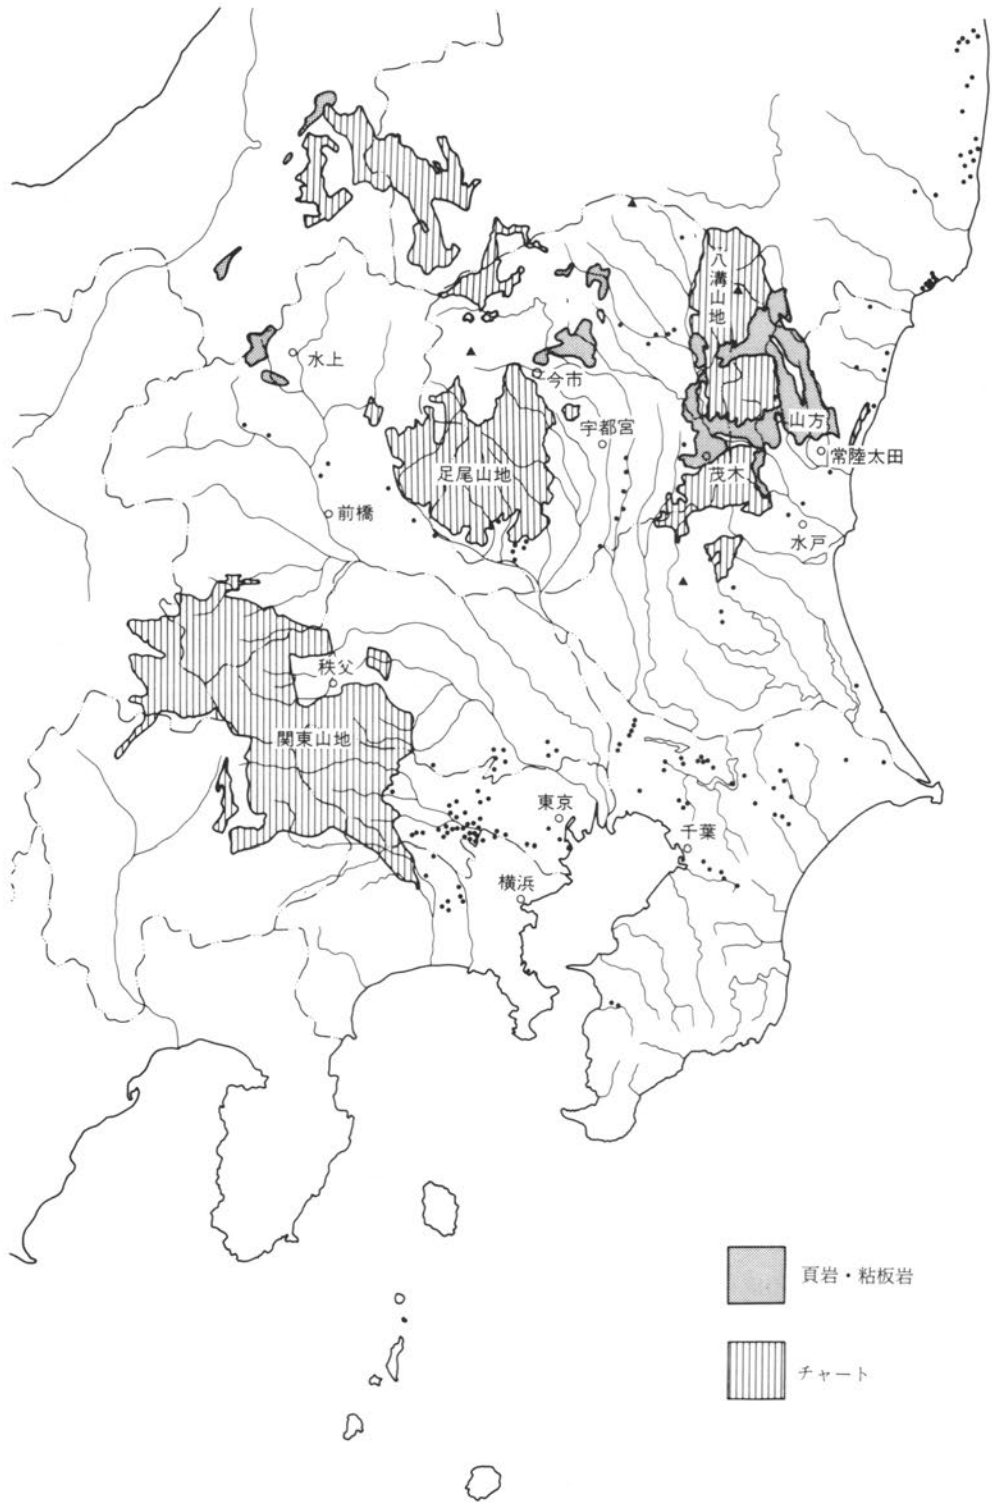 八溝山地
水上
今市
宇都宮
山方
常陸太田
足尾山地
茂木
前橋
水戸
秩父
関東山地
東京
千葉
横浜
頁岩・粘板岩
チャート